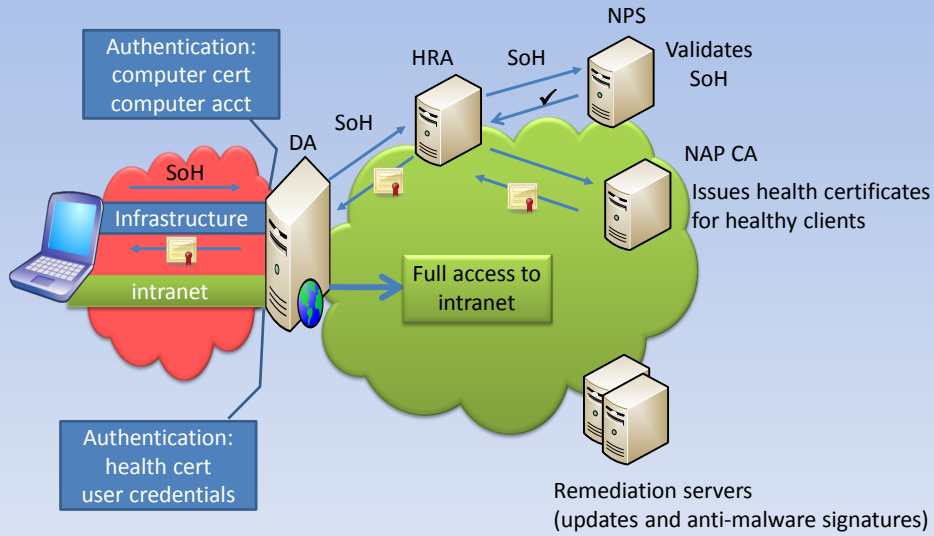 NPS
Authentication:
computer cert
computer acct
HRA
SoH
Validates
SoH
✓
SoH
DA
NAP CA
SoH
Issues health certificates
for healthy clients
Infrastructure
Full access to
intranet
intranet
Authentication:
health cert
user credentials
Remediation servers
(updates and anti-malware signatures)